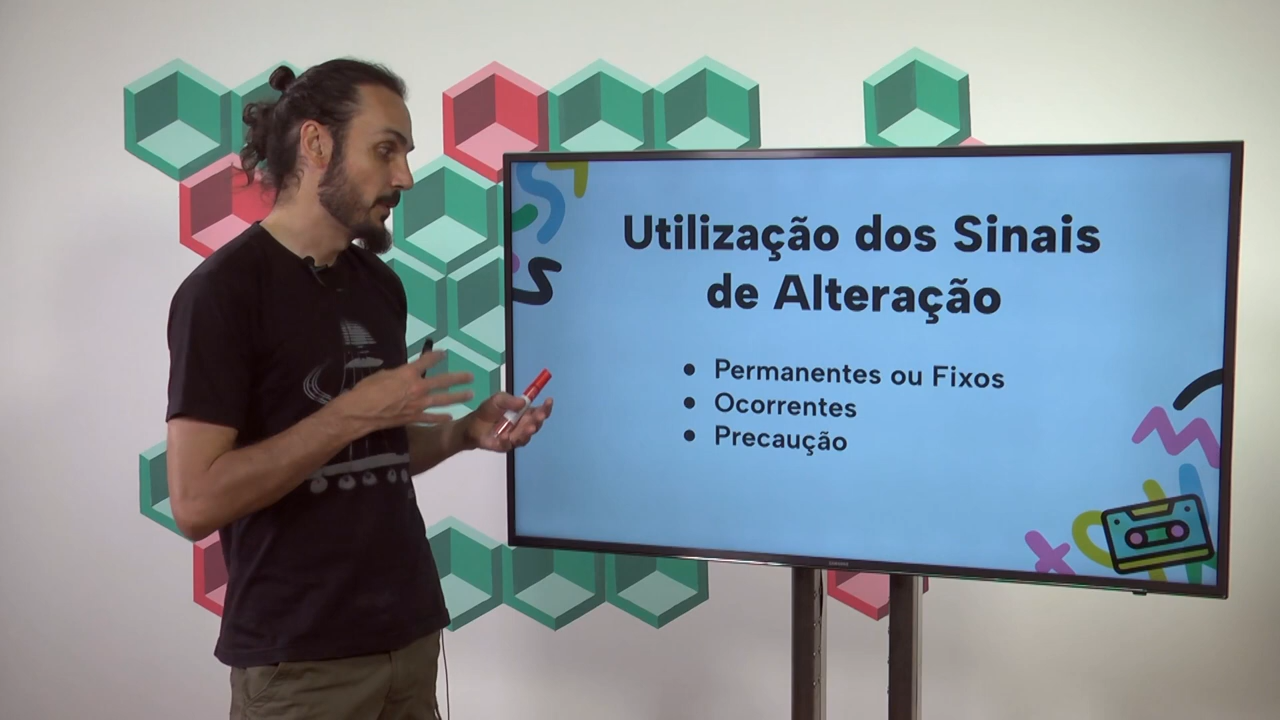 Utilização dos Sinais
de Alteração
• Permanentes ou Fixos
• Ocorrentes
• Precaução